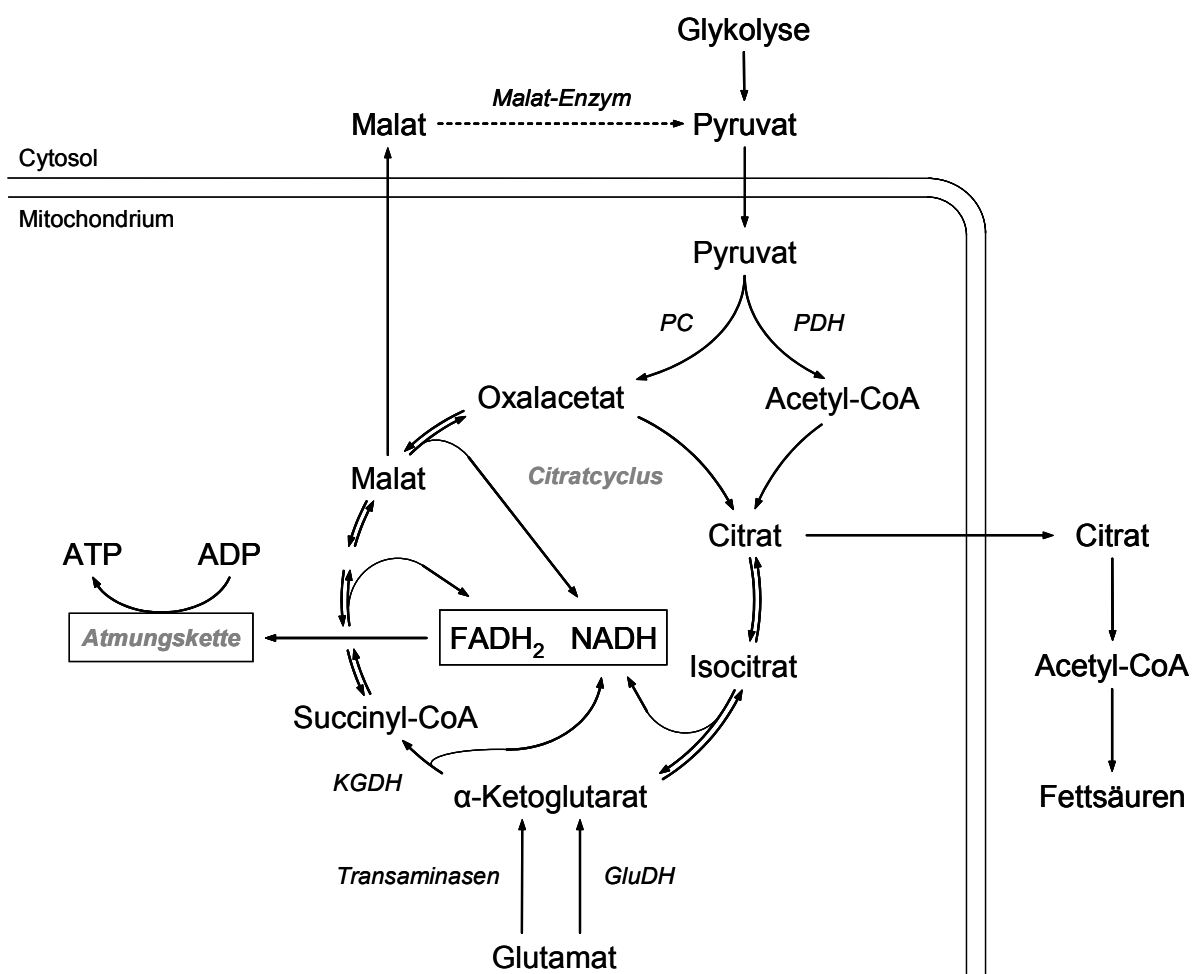 Glykolyse
Malat-Enzym
Malat
Pyruvat
Cytosol
Mitochondrium
Pyruvat
PC
PDH
Oxalacetat
Acetyl-CoA
Malat
Citratcyclus
Citrat
Citrat
ATP
ADP
Atmungskette
FADH₂ NADH
Isocitrat
Acetyl-CoA
Succinyl-CoA
KGDH
α-Ketoglutarat
Fettsäuren
Transaminasen
GluDH
Glutamat